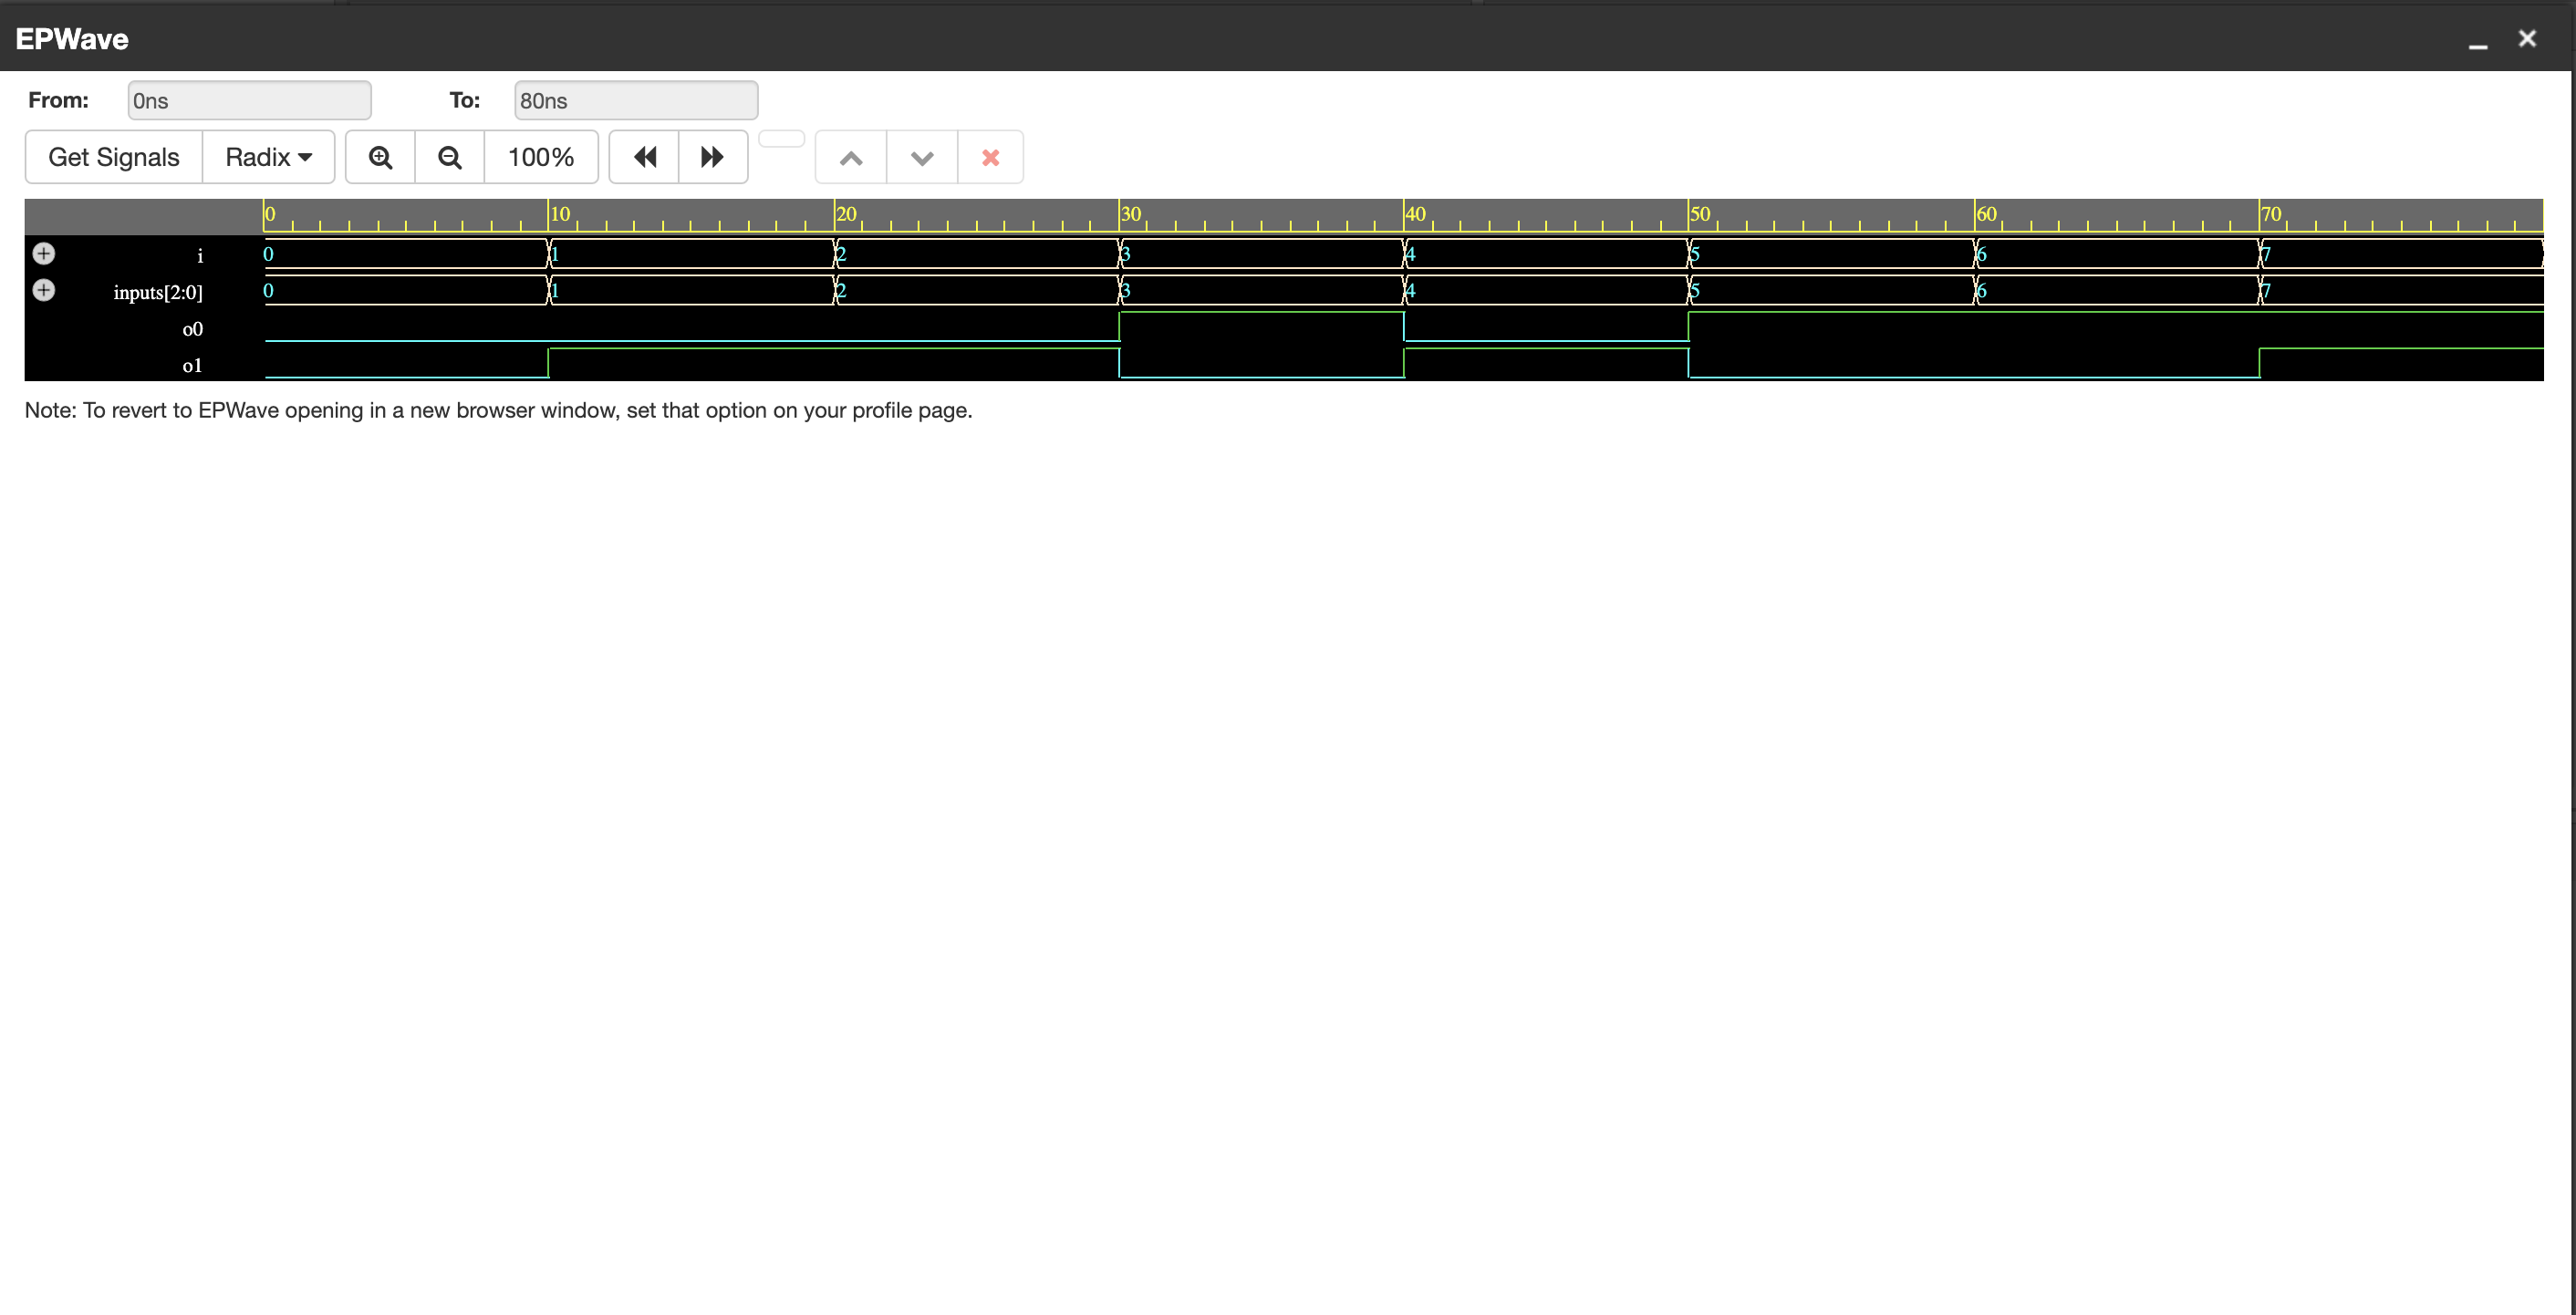 EPWave
From: 0ns To: 80ns
Get Signals Radix 100%
0 10 20 30 40 50 60 70
i 0 1 2 3 4 5 6 7
inputs[2:0] 0 1 2 3 4 5 6 7
o0
o1
Note: To revert to EPWave opening in a new browser window, set that option on your profile page.